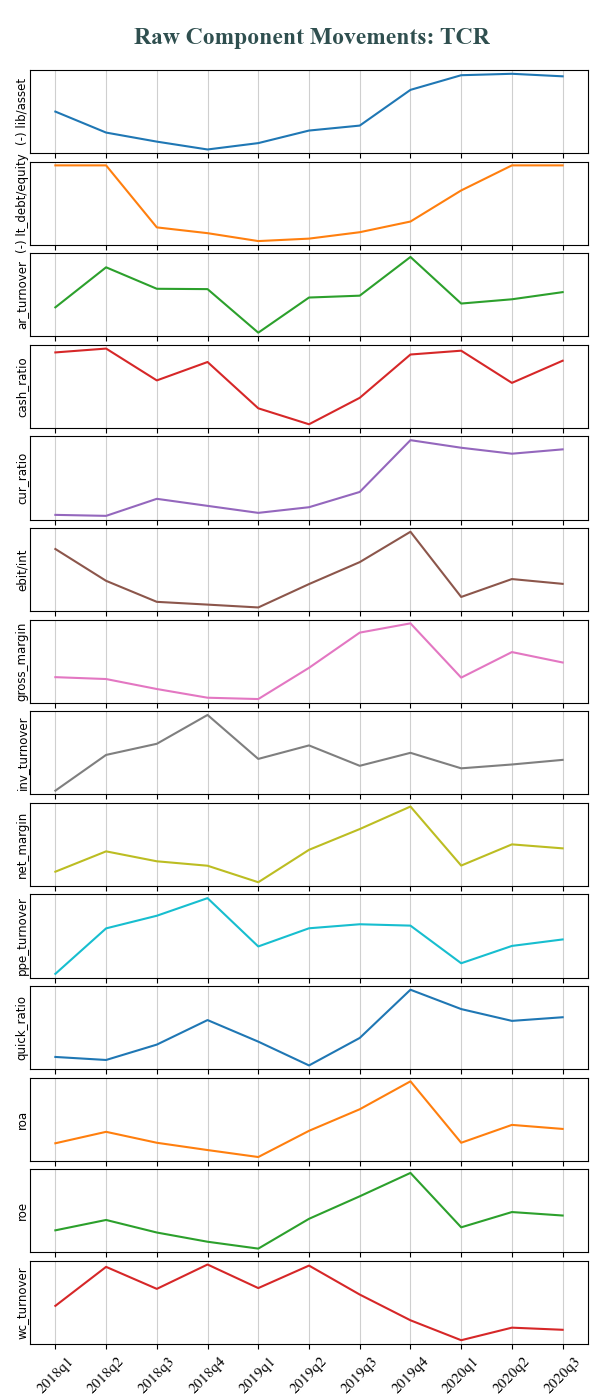 Raw Component Movements: TCR
(-) lib/asset
(-) lt_debt/equity
ar_turnover
cash_ratio
cur_ratio
ebit/int
gross_margin
inv_turnover
net_margin
ppe_turnover
quick_ratio
roa
roe
wc_turnover
2018q1 2018q2 2018q3 2018q4 2019q1 2019q2 2019q3 2019q4 2020q1 2020q2 2020q3